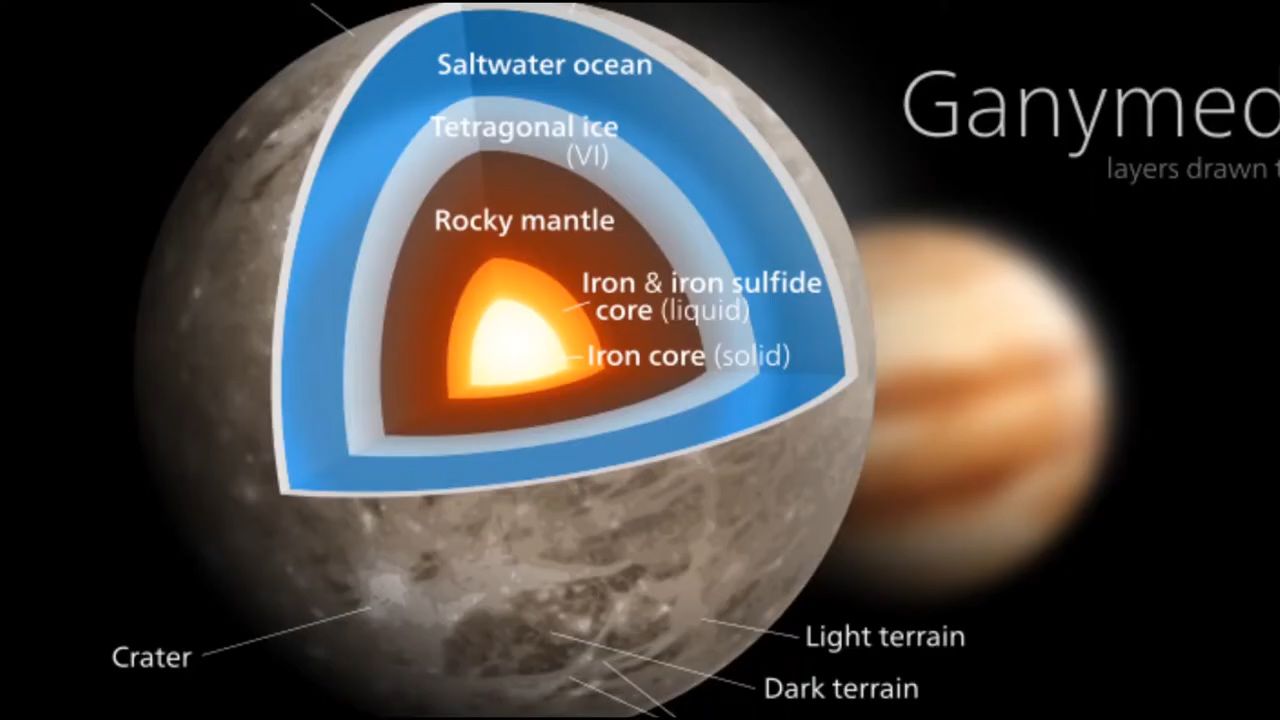 Saltwater ocean
Tetragonal ice
(VI)
Rocky mantle
Iron & iron sulfide
core (liquid)
Iron core (solid)
Ganymed
layers drawn t
Crater
Light terrain
Dark terrain